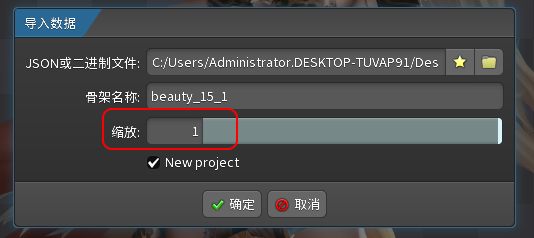 导入数据
JSON或二进制文件: C:/Users/Administrator.DESKTOP-TUVAP91/Des
骨架名称: beauty_15_1
缩放: 1
New project
确定 取消